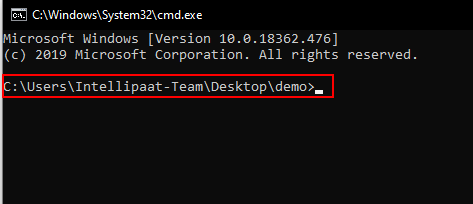 C:\Windows\System32\cmd.exe
Microsoft Windows [Version 10.0.18362.476]
(c) 2019 Microsoft Corporation. All rights reserved.
C:\Users\Intellipaat-Team\Desktop\demo>